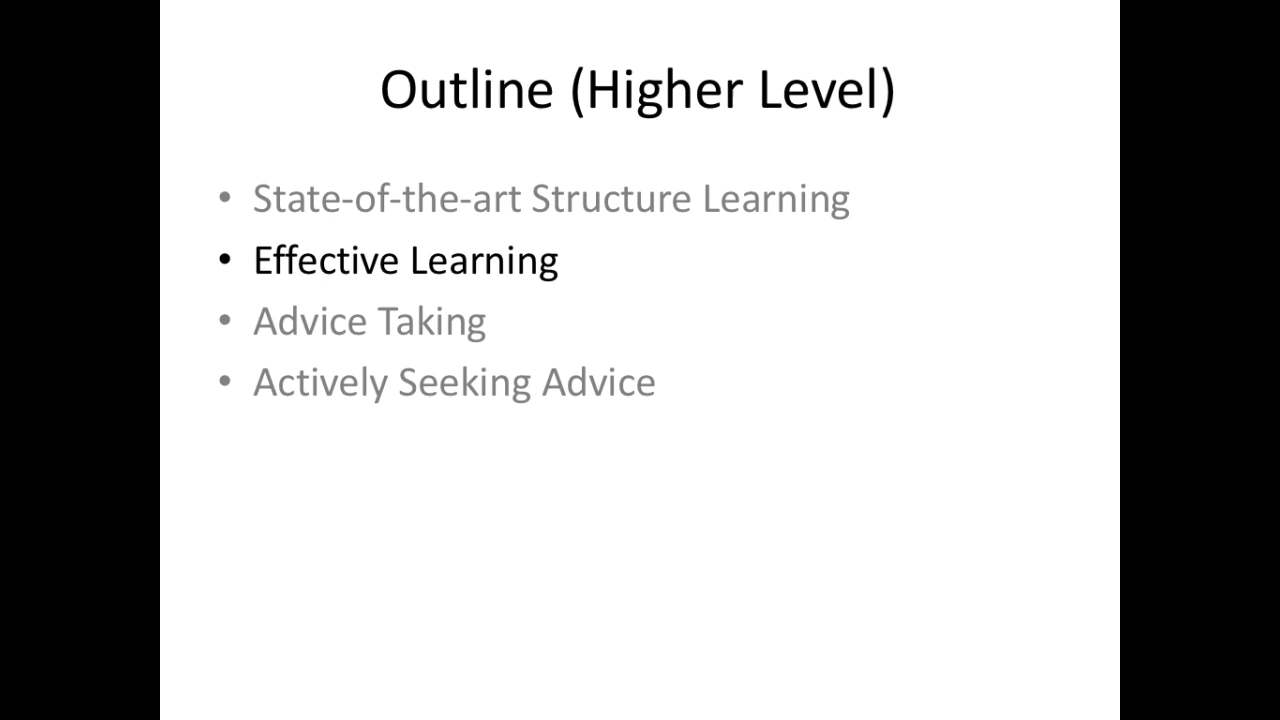 Outline (Higher Level)
• State-of-the-art Structure Learning
• Effective Learning
• Advice Taking
• Actively Seeking Advice